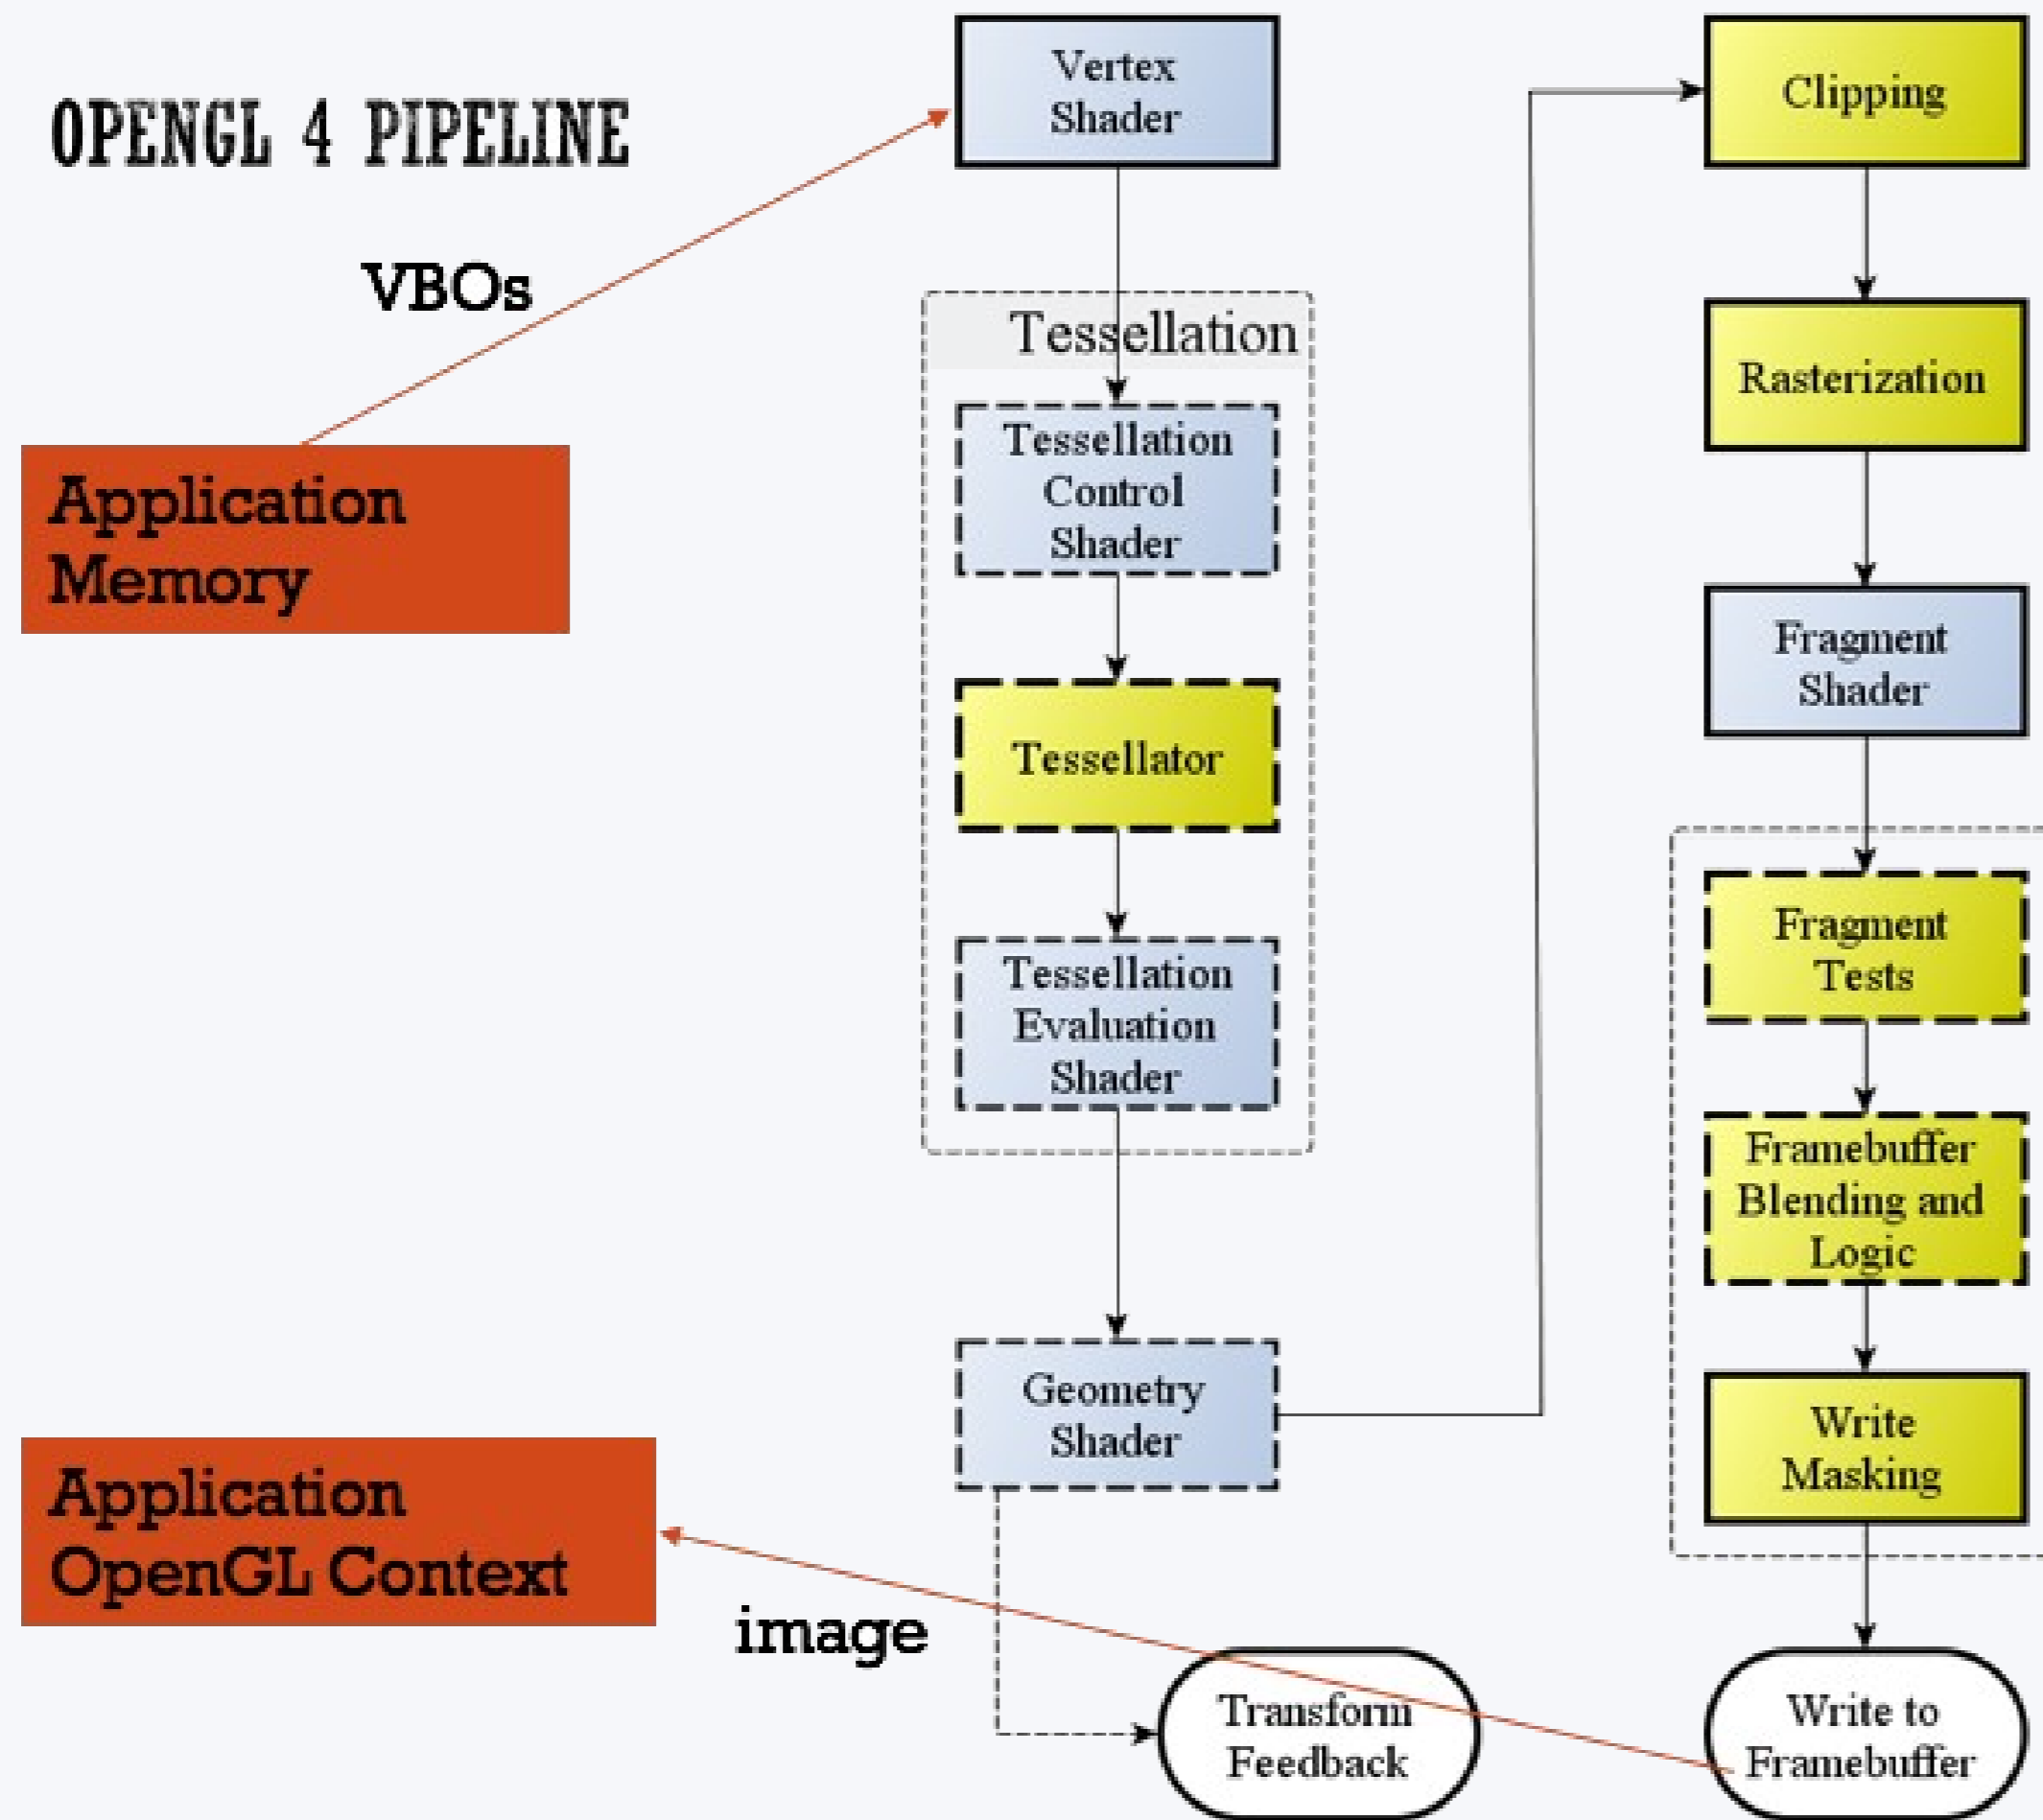 OPENGL 4 PIPELINE
VBOs
Application
Memory
Application
OpenGL Context
image
Vertex
Shader
Tessellation
Tessellation
Control
Shader
Tessellator
Tessellation
Evaluation
Shader
Geometry
Shader
Transform
Feedback
Clipping
Rasterization
Fragment
Shader
Fragment
Tests
Framebuffer
Blending and
Logic
Write
Masking
Write to
Framebuffer